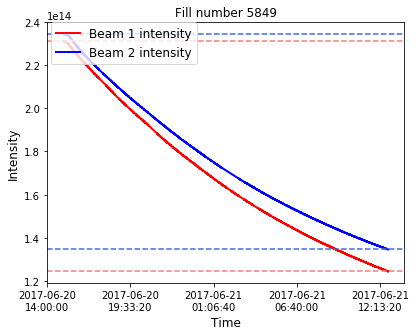 Fill number 5849
1e14
Beam 1 intensity
Beam 2 intensity
2.4
2.2
2.0
1.8
1.6
1.4
1.2
Intensity
2017-06-20 14:00:00
2017-06-20 19:33:20
2017-06-21 01:06:40
2017-06-21 06:40:00
2017-06-21 12:13:20
Time